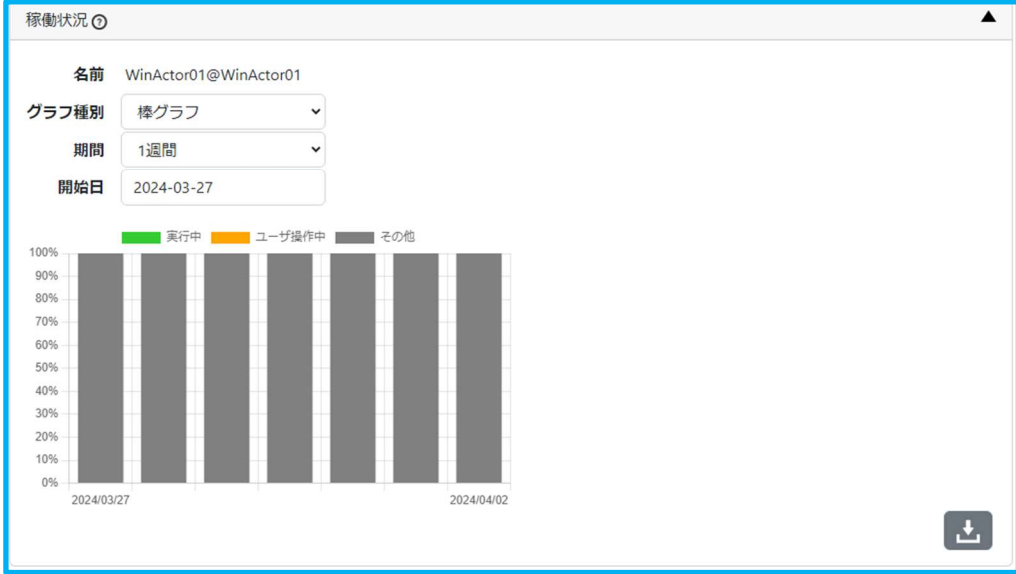 稼働状況 ?
名前 WinActor01@WinActor01
グラフ種別 棒グラフ
期間 1週間
開始日 2024-03-27
実行中 ユーザ操作中 その他
100%
90%
80%
70%
60%
50%
40%
30%
20%
10%
0%
2024/03/27 2024/04/02